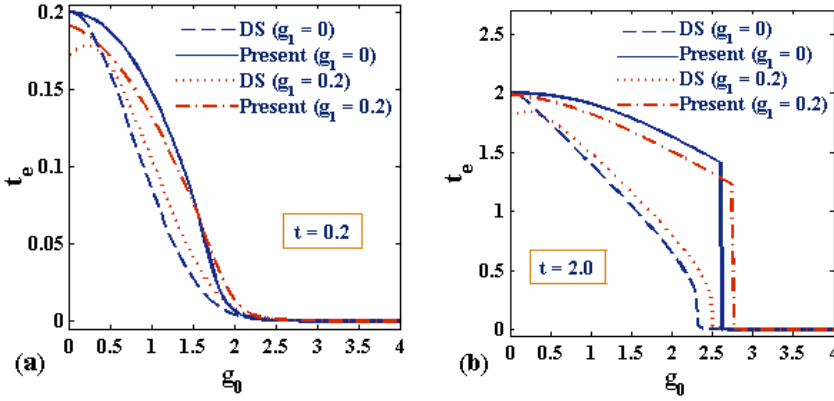 0.2
0.15
0.1
0.05
0
t_e
DS (g_1 = 0)
Present (g_1 = 0)
DS (g_1 = 0.2)
Present (g_1 = 0.2)
t = 0.2
0 0.5 1 1.5 2 2.5 3 3.5 4
(a)
g_0
2.5
2
1.5
1
0.5
0
t_e
DS (g_1 = 0)
Present (g_1 = 0)
DS (g_1 = 0.2)
Present (g_1 = 0.2)
t = 2.0
0 0.5 1 1.5 2 2.5 3 3.5 4
(b)
g_0